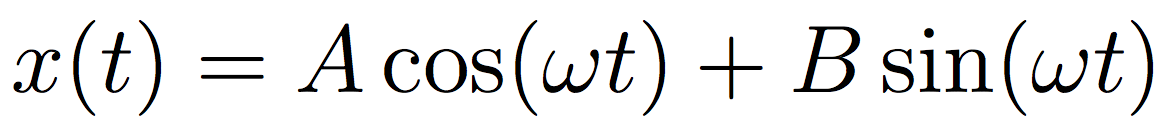 x(t) = A cos(ωt) + B sin(ωt)